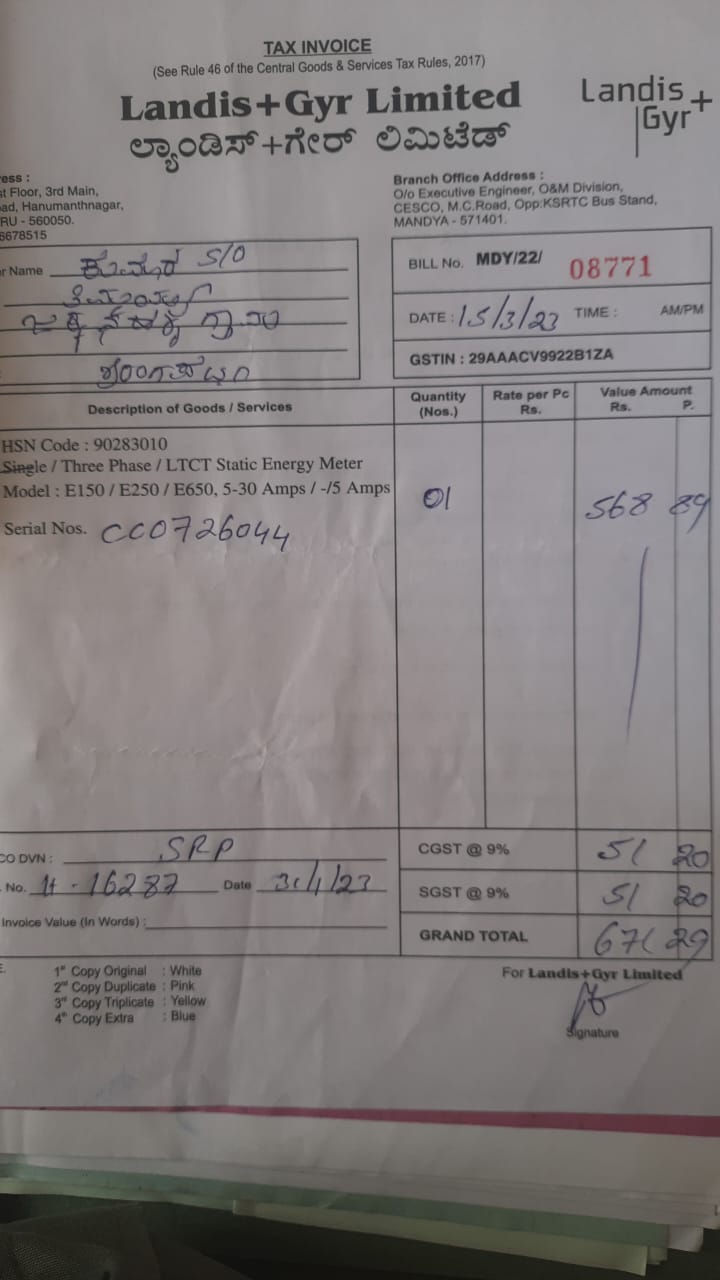 TAX INVOICE
(See Rule 46 of the Central Goods & Services Tax Rules, 2017)
Landis+Gyr Limited
ಲ್ಯಾಂಡಿಸ್+ಗೇರ್ ಲಿಮಿಟೆಡ್
Landis+
Gyr
ess :
st Floor, 3rd Main,
ad, Hanumanthnagar,
RU - 560050.
6678515
Branch Office Address :
O/o Executive Engineer, O&M Division,
CESCO, M.C.Road, Opp:KSRTC Bus Stand,
MANDYA - 571401.
r Name S/O
BILL No. MDY/22/ 08771
DATE : 15/3/23 TIME : AM/PM
GSTIN : 29AAACV9922B1ZA
Description of Goods / Services Quantity (Nos.) Rate per Pc Rs. Value Amount Rs. P.
HSN Code : 90283010
Single / Three Phase / LTCT Static Energy Meter
Model : E150 / E250 / E650, 5-30 Amps / -/5 Amps 01 568 89
Serial Nos. CC0726044
CO DVN : SRP
CGST @ 9% 51 20
No. 16287 Date
SGST @ 9% 51 20
Invoice Value (In Words) :
GRAND TOTAL 671 29
1st Copy Original : White
2nd Copy Duplicate : Pink
3rd Copy Triplicate : Yellow
4th Copy Extra : Blue
For Landis+Gyr Limited
Signature